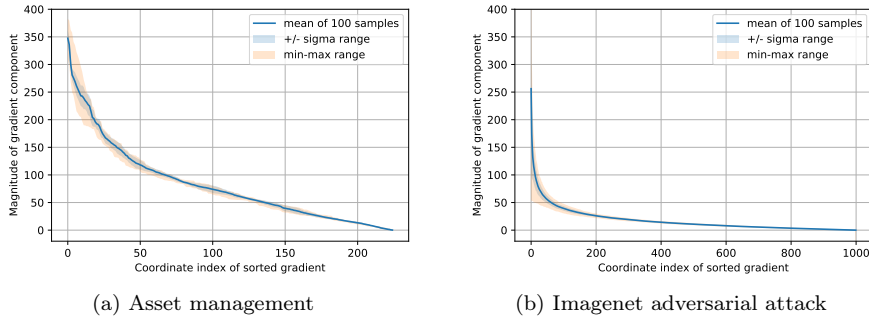 400
350
300
250
200
150
100
50
0
Magnitude of gradient component
mean of 100 samples
+/- sigma range
min-max range
0 50 100 150 200
Coordinate index of sorted gradient
(a) Asset management
400
350
300
250
200
150
100
50
0
Magnitude of gradient component
mean of 100 samples
+/- sigma range
min-max range
0 200 400 600 800 1000
Coordinate index of sorted gradient
(b) Imagenet adversarial attack